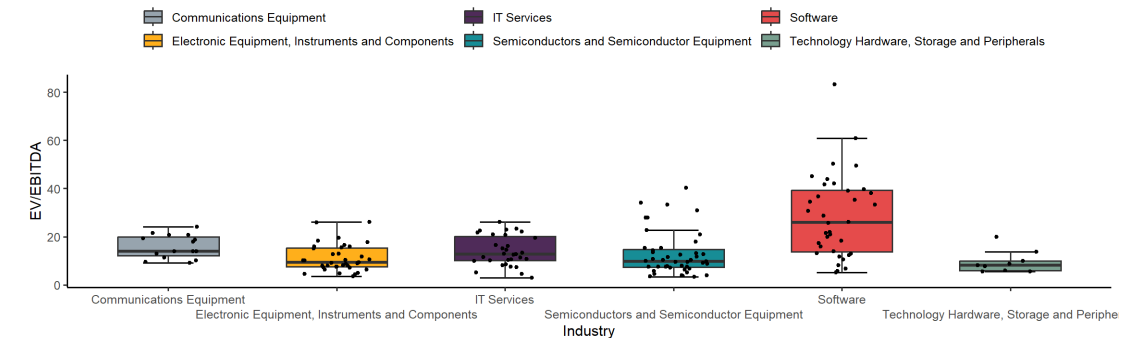 Communications Equipment IT Services Software
Electronic Equipment, Instruments and Components Semiconductors and Semiconductor Equipment Technology Hardware, Storage and Peripherals
EV/EBITDA
80
60
40
20
0
Communications Equipment IT Services Software
Electronic Equipment, Instruments and Components Semiconductors and Semiconductor Equipment Technology Hardware, Storage and Periphe
Industry